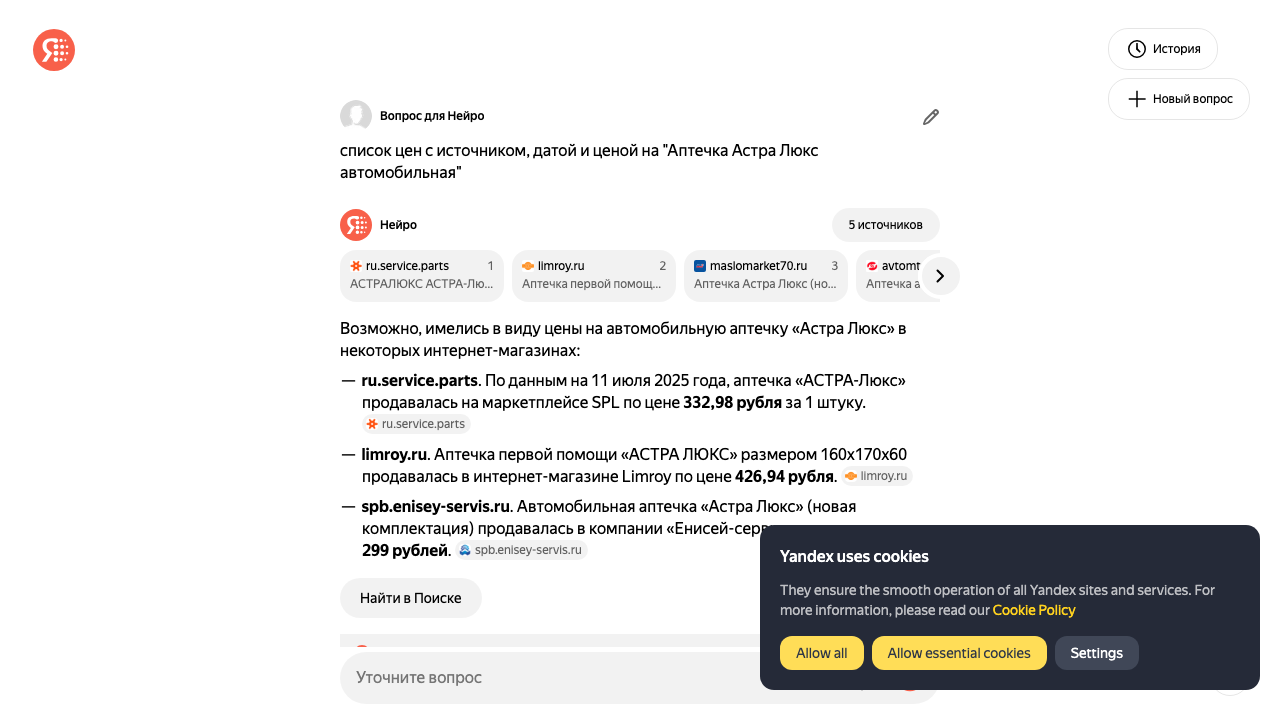 История
Новый вопрос
Вопрос для Нейро
список цен с источником, датой и ценой на "Аптечка Астра Люкс
автомобильная"
Нейро
5 источников
ru.service.parts 1
АСТРАЛЮКС АСТРА-Лю...
limroy.ru 2
Аптечка первой помощ...
maslomarket70.ru 3
Аптечка Астра Люкс (но...
avtomt
Аптечка а
Возможно, имелись в виду цены на автомобильную аптечку «Астра Люкс» в
некоторых интернет-магазинах:
— ru.service.parts. По данным на 11 июля 2025 года, аптечка «АСТРА-Люкс»
продавалась на маркетплейсе SPL по цене 332,98 рубля за 1 штуку.
ru.service.parts
— limroy.ru. Аптечка первой помощи «АСТРА ЛЮКС» размером 160х170х60
продавалась в интернет-магазине Limroy по цене 426,94 рубля. limroy.ru
— spb.enisey-servis.ru. Автомобильная аптечка «Астра Люкс» (новая
комплектация) продавалась в компании «Енисей-серв
299 рублей. spb.enisey-servis.ru
Найти в Поиске
Уточните вопрос
Yandex uses cookies
They ensure the smooth operation of all Yandex sites and services. For
more information, please read our Cookie Policy
Allow all
Allow essential cookies
Settings